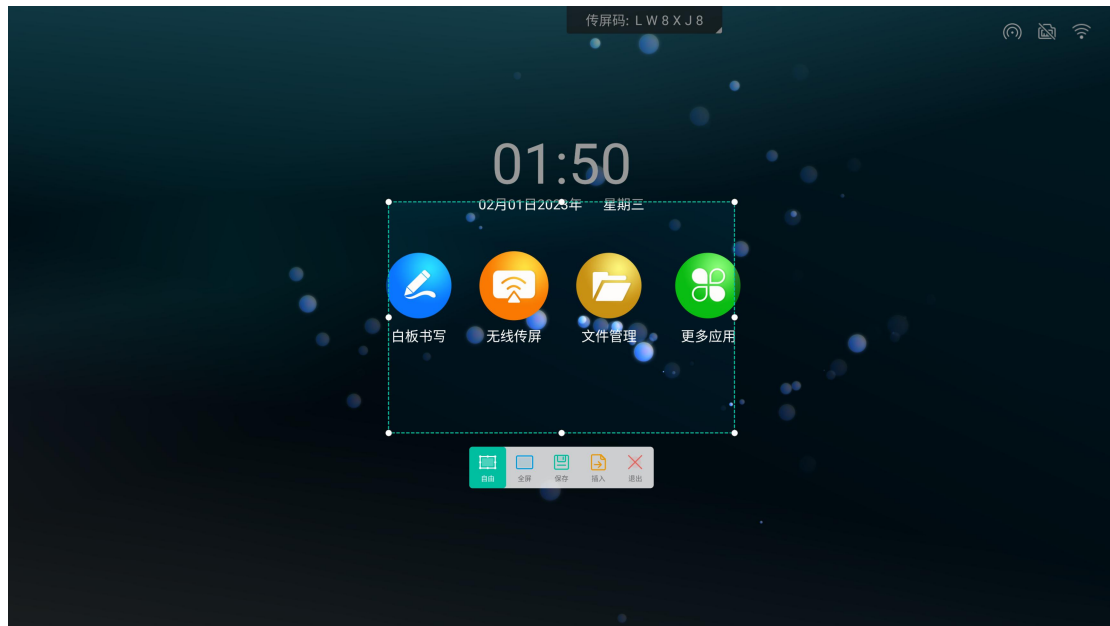 传屏码: LW8XJ8
01:50
02月01日2023年 星期三
白板书写 无线传屏 文件管理 更多应用
自由 全屏 保存 插入 退出